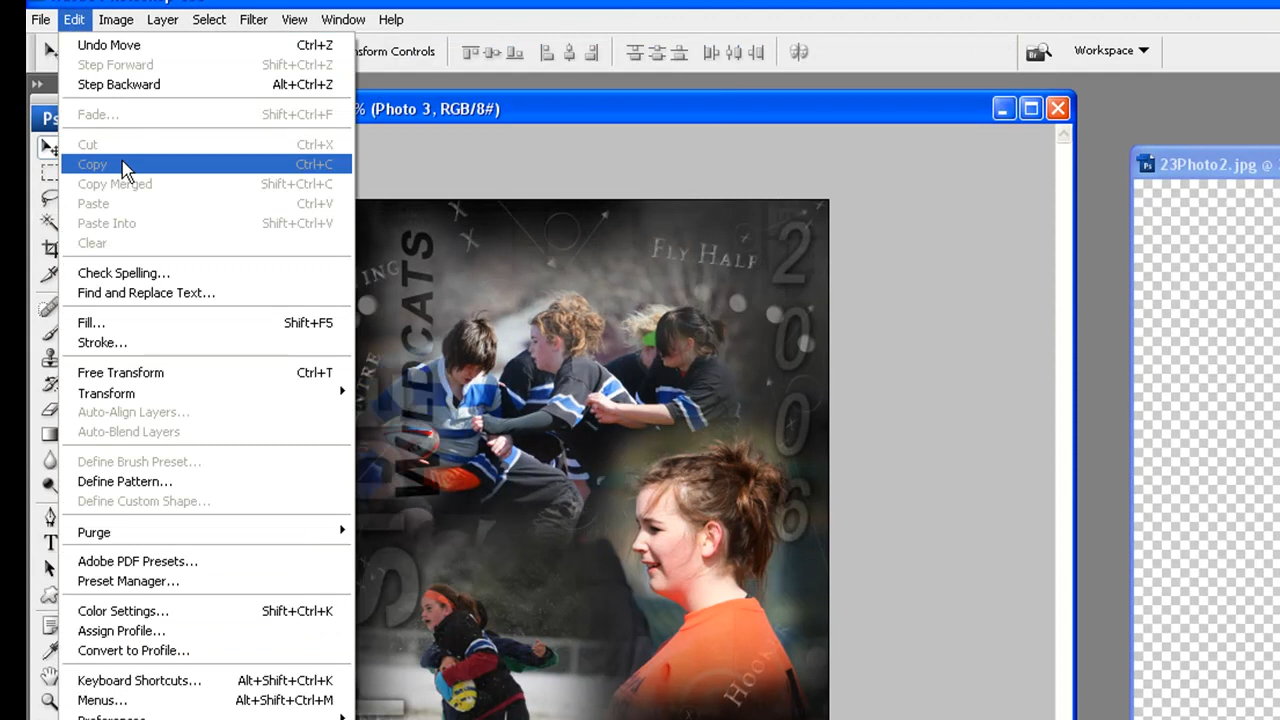 File Edit Image Layer Select Filter View Window Help
Undo Move Ctrl+Z
Step Forward Shift+Ctrl+Z
Step Backward Alt+Ctrl+Z
Fade... Shift+Ctrl+F
Cut Ctrl+X
Copy Ctrl+C
Copy Merged Shift+Ctrl+C
Paste Ctrl+V
Paste Into Shift+Ctrl+V
Clear
Check Spelling...
Find and Replace Text...
Fill... Shift+F5
Stroke...
Free Transform Ctrl+T
Transform
Auto-Align Layers...
Auto-Blend Layers
Define Brush Preset...
Define Pattern...
Define Custom Shape...
Purge
Adobe PDF Presets...
Preset Manager...
Color Settings... Shift+Ctrl+K
Assign Profile...
Convert to Profile...
Keyboard Shortcuts... Alt+Shift+Ctrl+K
Menus... Alt+Shift+Ctrl+M
Preferences
Ps
T
Controls
Workspace
% (Photo 3, RGB/8#)
Ps 23Photo2.jpg @
WILDCATS
FLY HALF
2006
HOOK